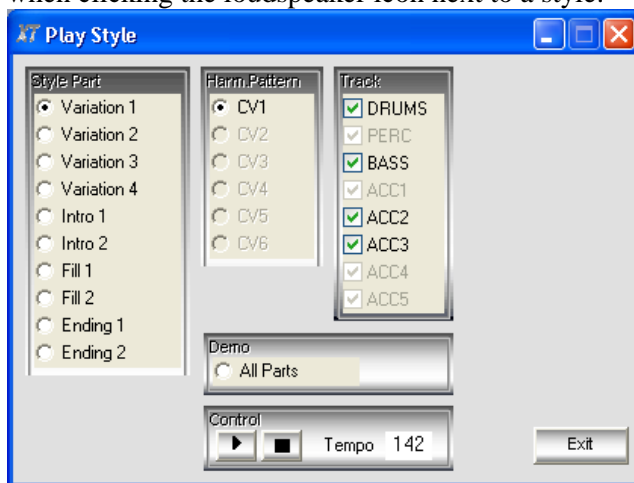 when clicking the loudspeaker icon next to a style.
XT Play Style
Style Part
Variation 1
Variation 2
Variation 3
Variation 4
Intro 1
Intro 2
Fill 1
Fill 2
Ending 1
Ending 2
Harm.Pattern
CV1
CV2
CV3
CV4
CV5
CV6
Track
DRUMS
PERC
BASS
ACC1
ACC2
ACC3
ACC4
ACC5
Demo
All Parts
Control
Tempo 142
Exit